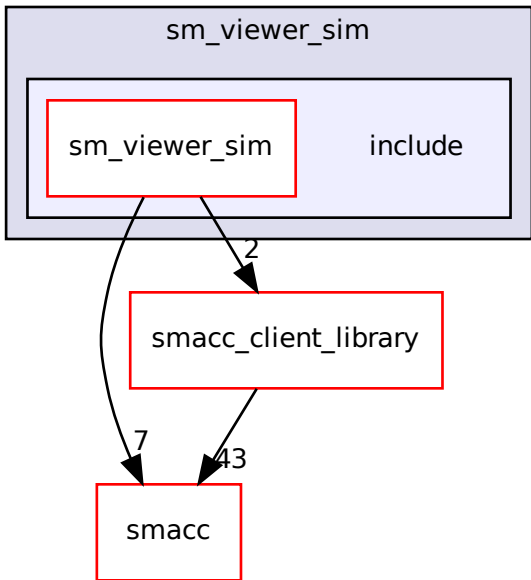 sm_viewer_sim
sm_viewer_sim
include
2
smacc_client_library
7
43
smacc